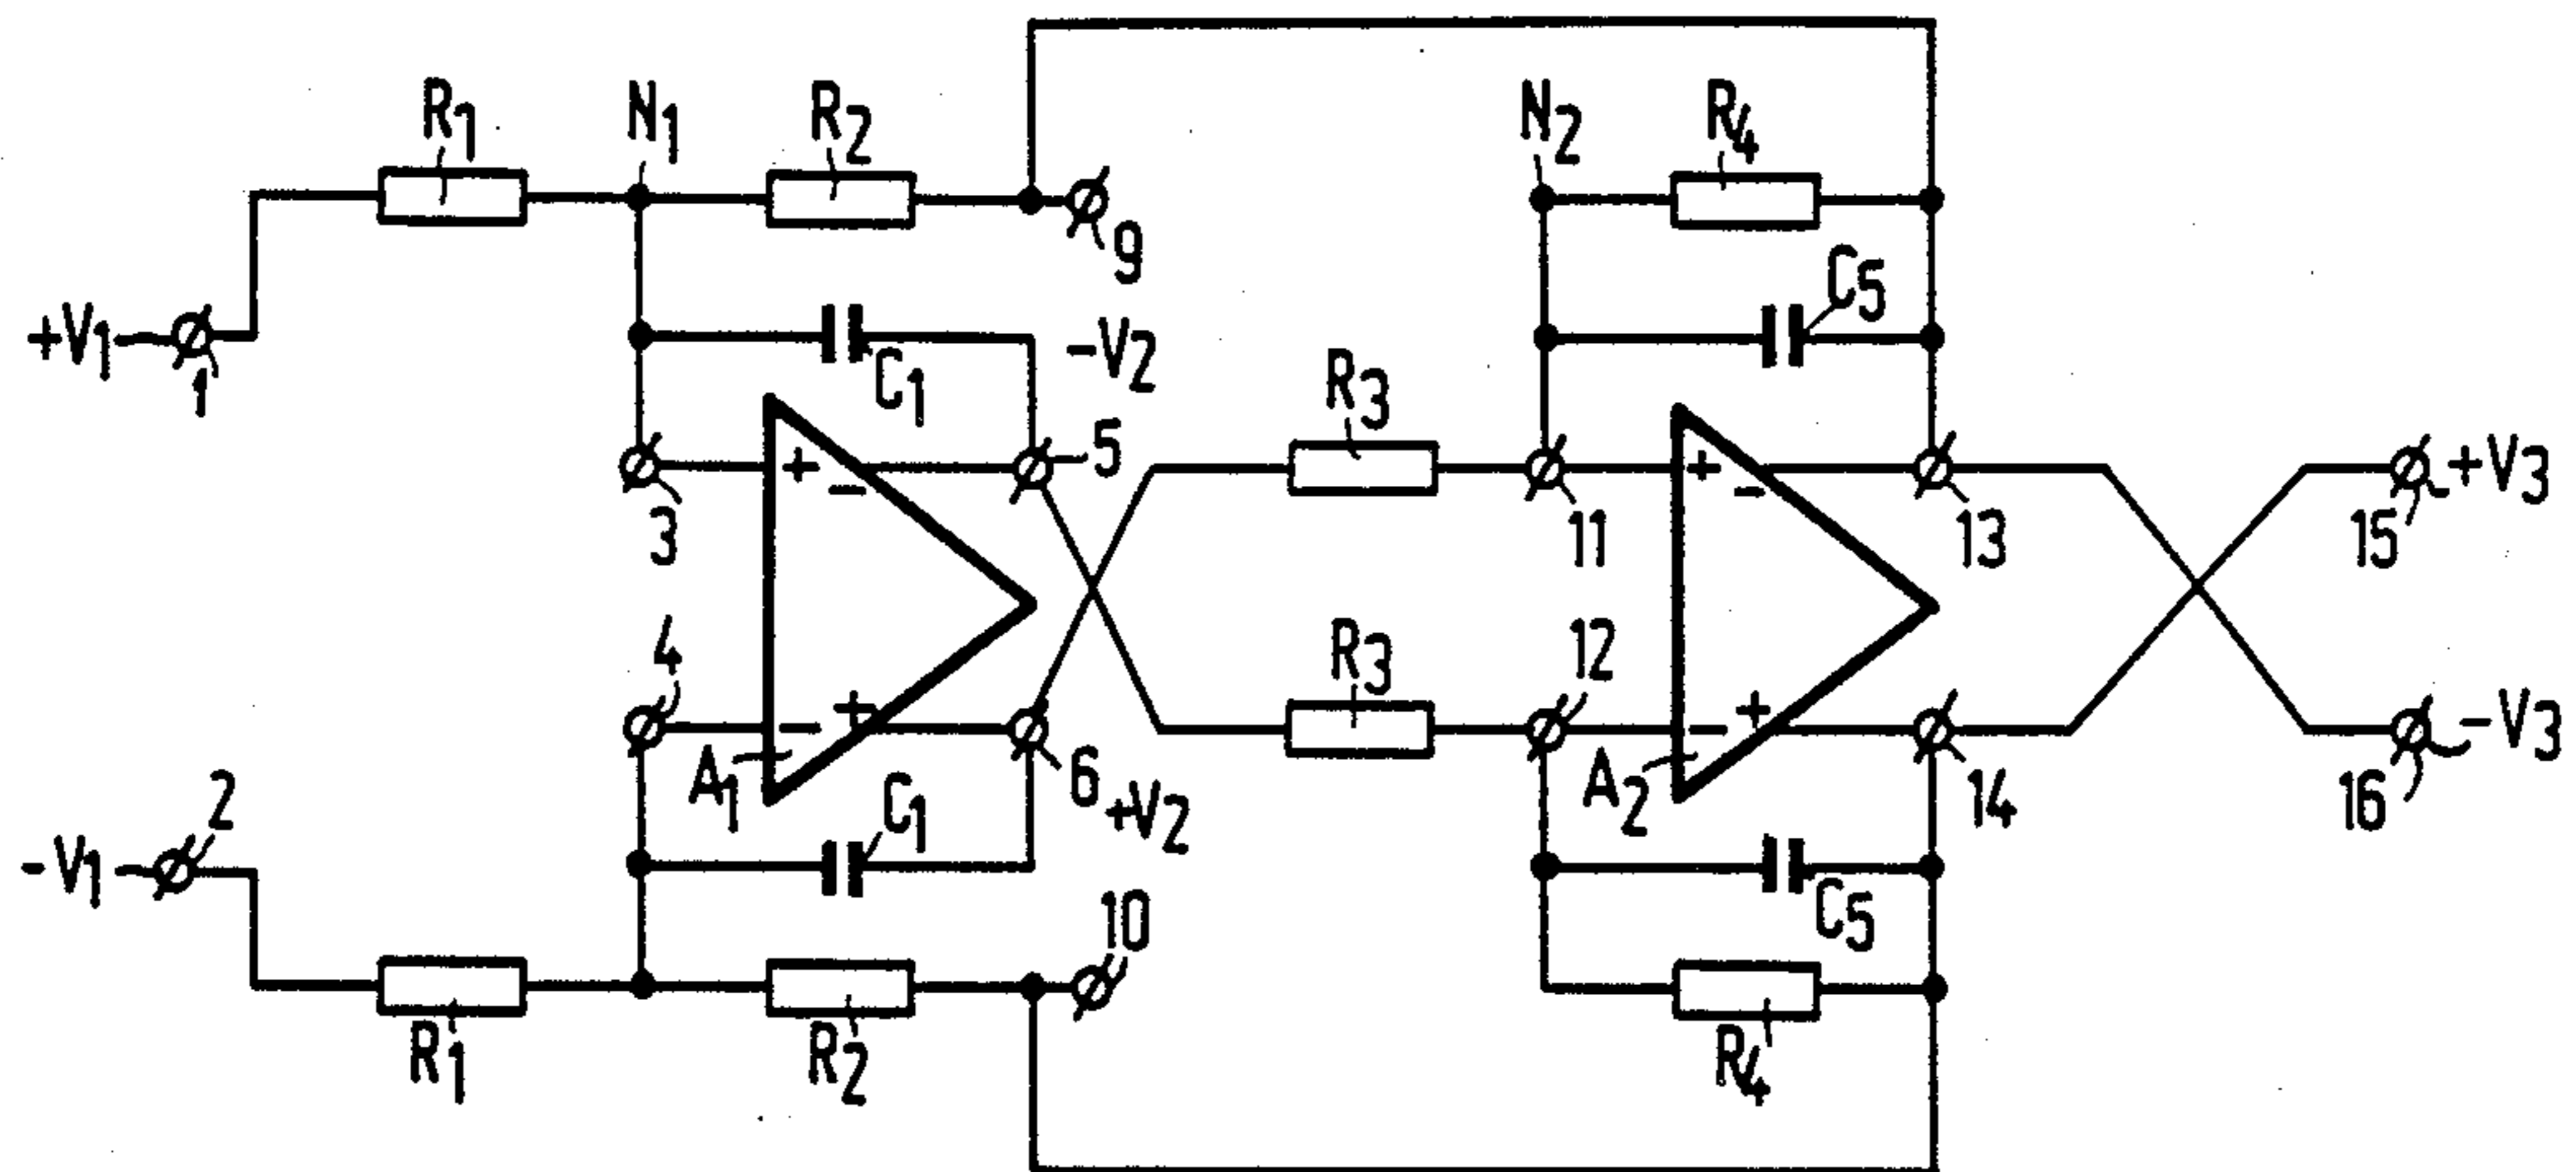 R1
N1
R2
N2
R4
9
C5
+V1
1
C1
-V2
R3
5
+
-
+
-
+V3
3
11
13
15
4
R3
12
-
+
-
+
A1
6
+V2
A2
14
16
-V3
2
C1
-V1
10
C5
R1
R2
R4